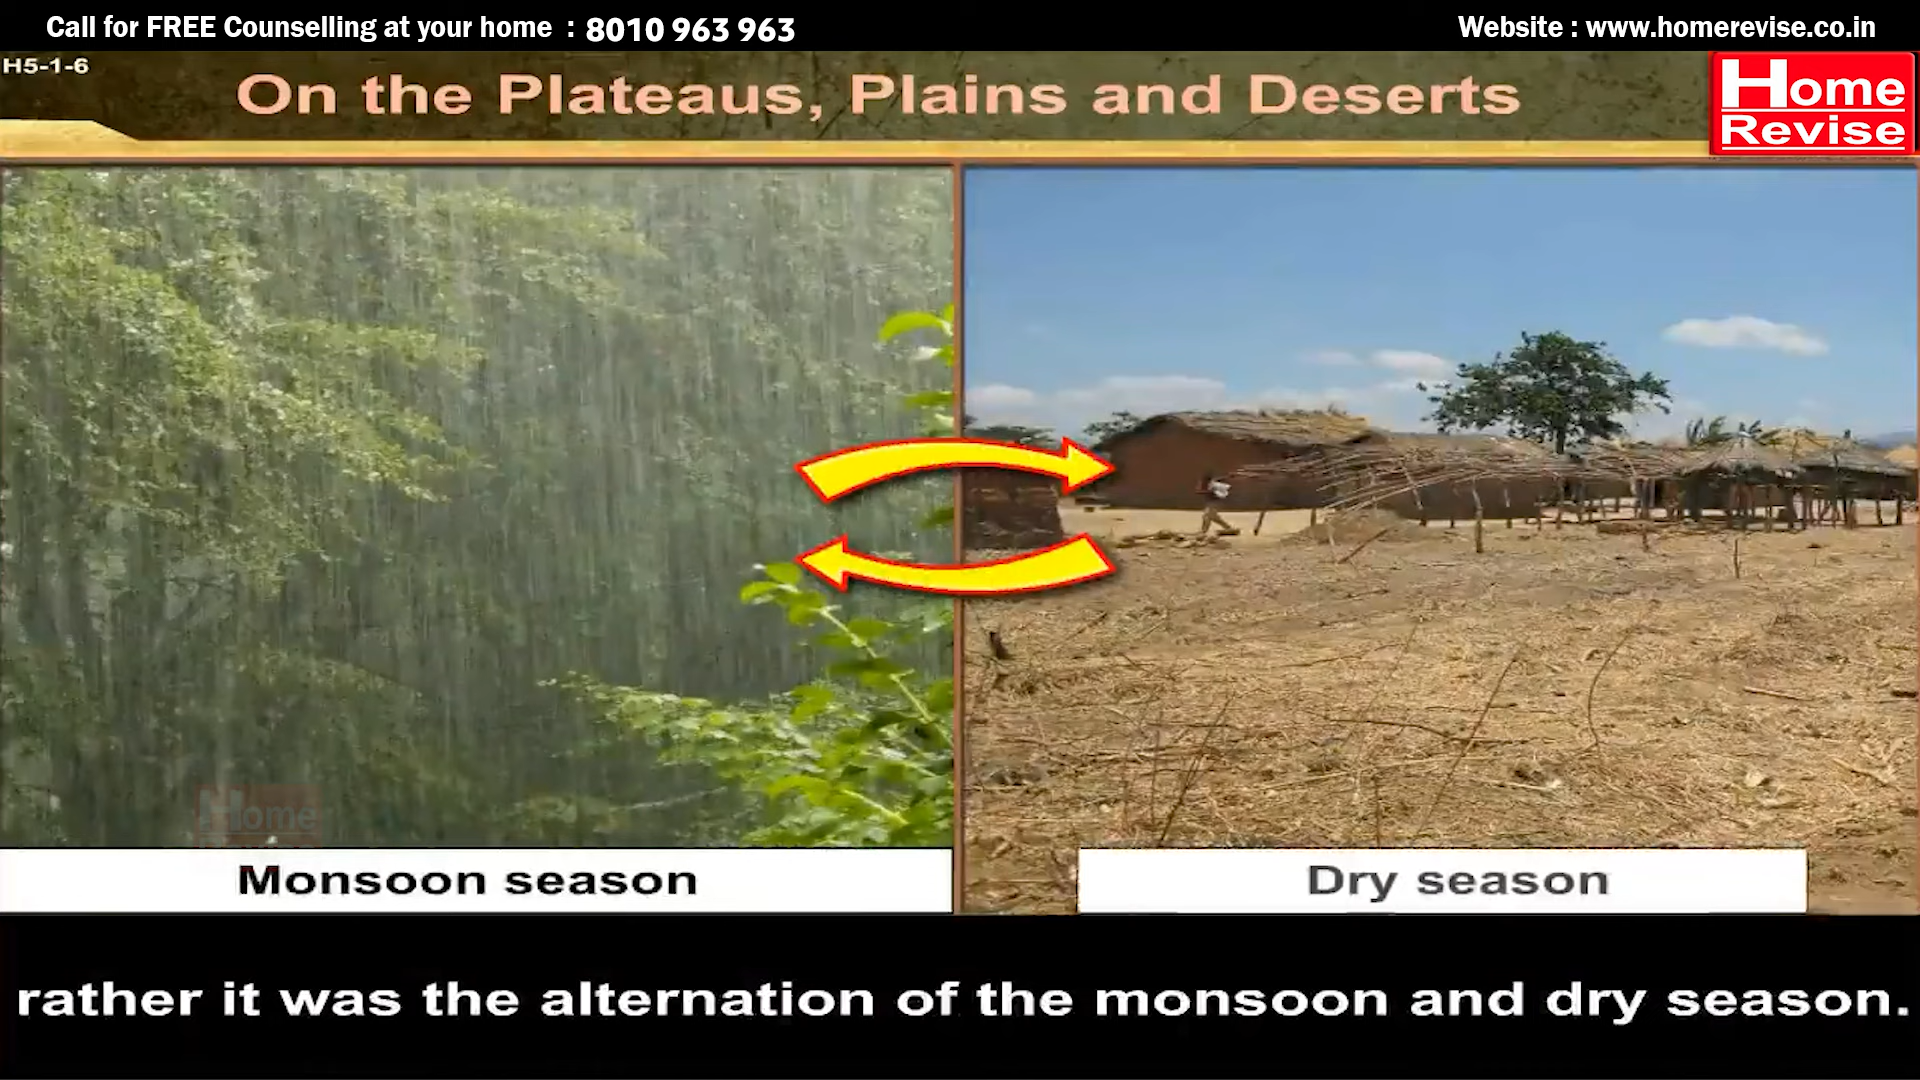 Call for FREE Counselling at your home : 8010 963 963
Website : www.homerevise.co.in
H5-1-6
On the Plateaus, Plains and Deserts
Home
Revise
Home
Monsoon season
Dry season
rather it was the alternation of the monsoon and dry season.